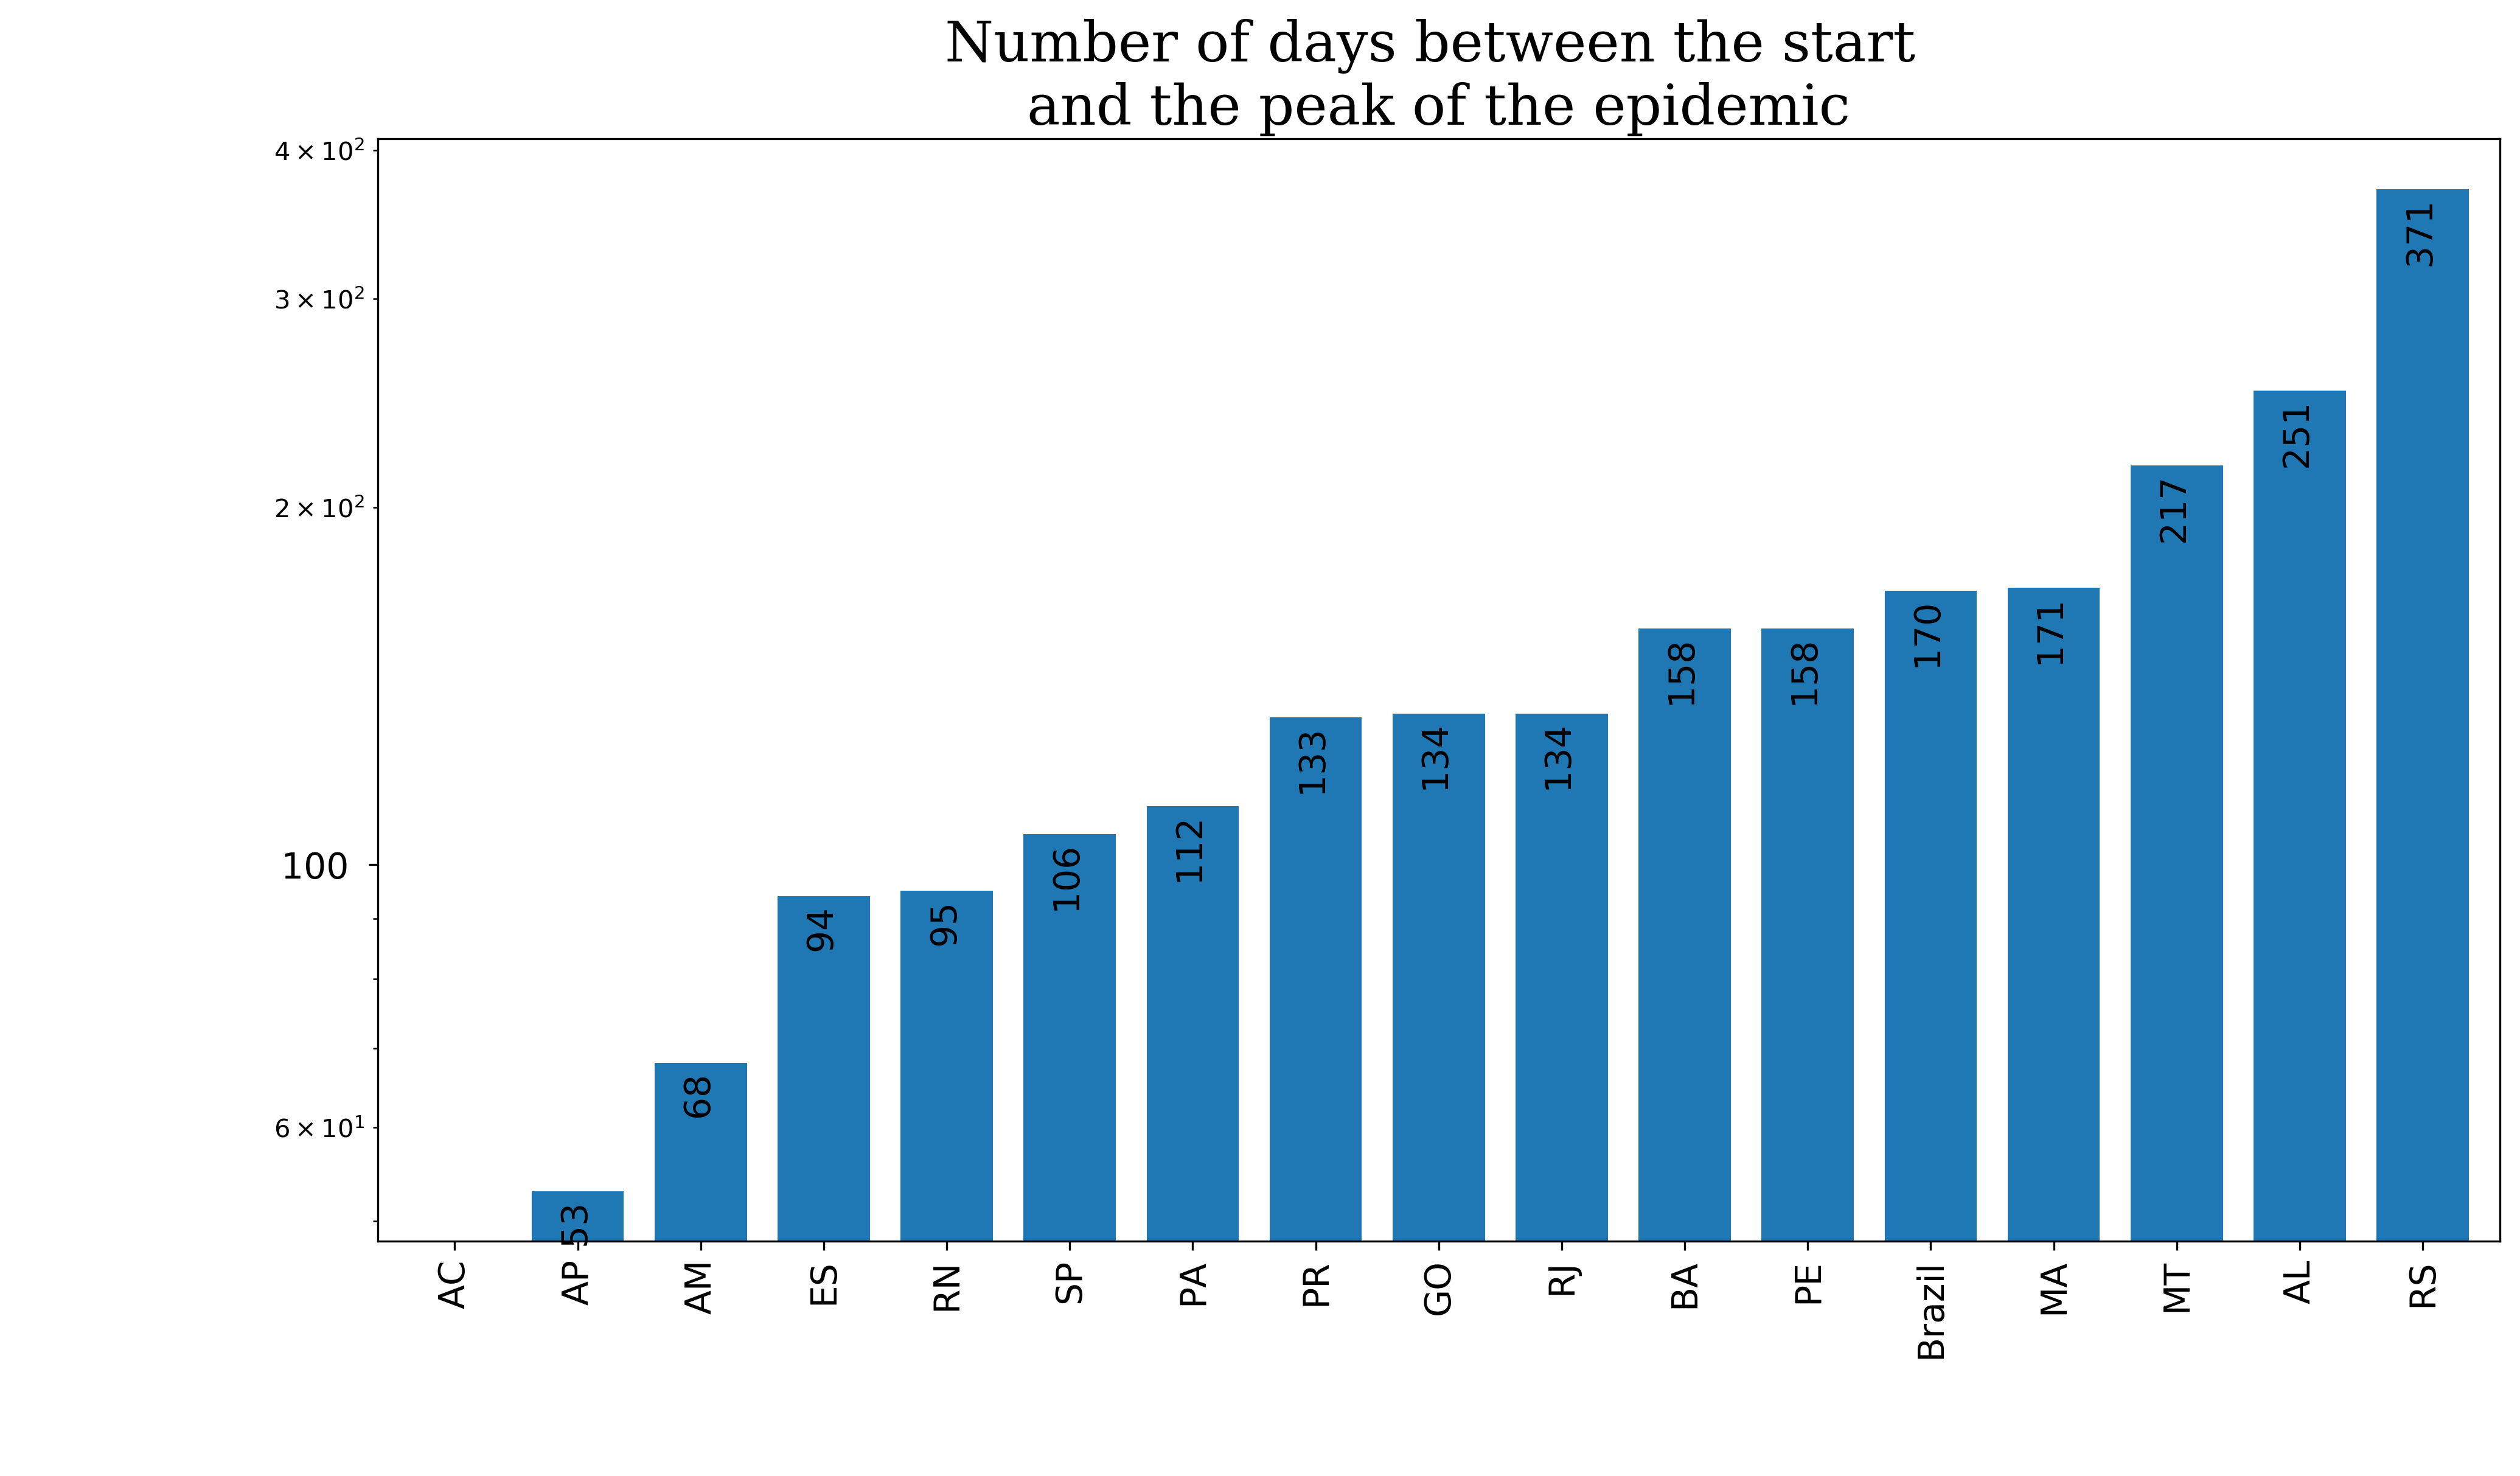 Number of days between the start
and the peak of the epidemic
4 × 10²
3 × 10²
2 × 10²
100
6 × 10¹
53
68
94
95
106
112
133
134
134
158
158
170
171
217
251
371
AC
AP
AM
ES
RN
SP
PA
PR
GO
RJ
BA
PE
Brazil
MA
MT
AL
RS